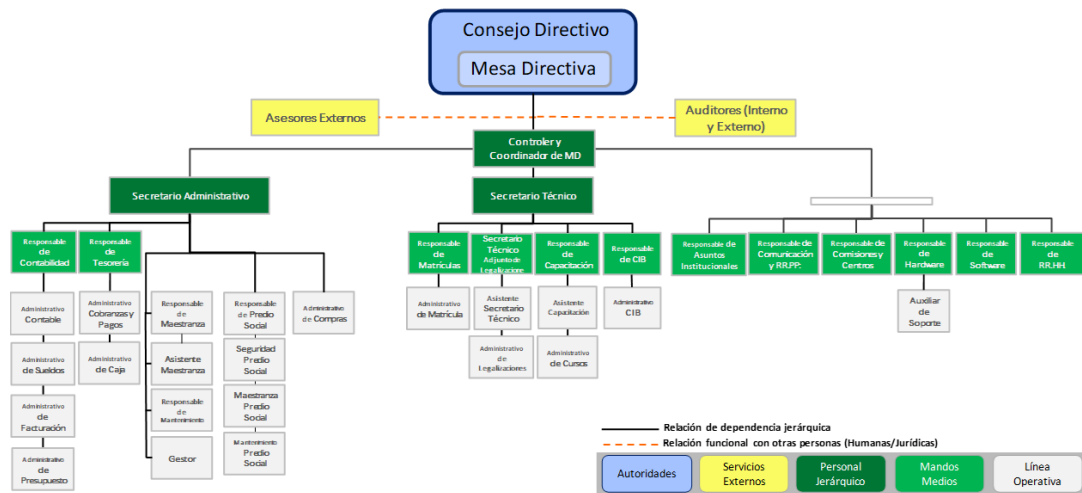 Consejo Directivo
Mesa Directiva
Asesores Externos
Auditores (Interno
y Externo)
Controler y
Coordinador de MD
Secretario Administrativo
Secretario Técnico
Responsable
de
Contabilidad
Responsable
de
Tesorería
Responsable
de Matrículas
Secretario
Técnico
Adjunto de
Legalizacione
Responsable
de
Capacitación
Responsable
de CIB
Responsable de
Asuntos
Institucionales
Responsable de
Comunicación
y RR.PP:
Responsable de
Comisiones y
Centros
Responsable
de
Hardware
Responsable
de
Software
Responsable
de
RR.HH
Administrativo
Contable
Administrativo
Cobranzas y
Pagos
Responsable
de
Maestranza
Responsable
de Predio
Social
Administrativo
de Compras
Administrativo
de Matrícula
Asistente
Secretario
Técnico
Asistente
Capacitación
Administrativo
CIB
Auxiliar
de
Soporte
Administrativo
de Sueldos
Administrativo
de Caja
Asistente
Maestranza
Seguridad
Predio
Social
Administrativo
de
Legalizaciones
Administrativo
de Cursos
Administrativo
de
Facturación
Responsable
de
Mantenimiento
Maestranza
Predio
Social
Administrativo
de
Presupuesto
Gestor
Mantenimiento
Predio
Social
Relación de dependencia jerárquica
Relación funcional con otras personas (Humanas/Jurídicas)
Autoridades
Servicios
Externos
Personal
Jerárquico
Mandos
Medios
Línea
Operativa